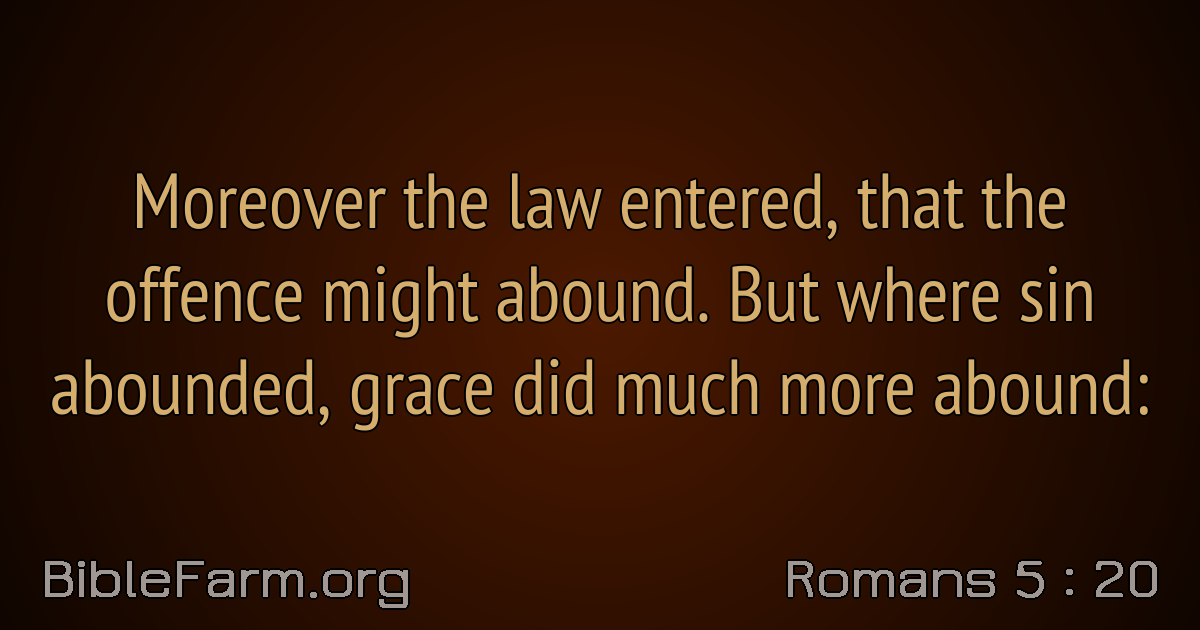 Moreover the law entered, that the
offence might abound. But where sin
abounded, grace did much more abound:
BibleFarm.org
Romans 5 : 20